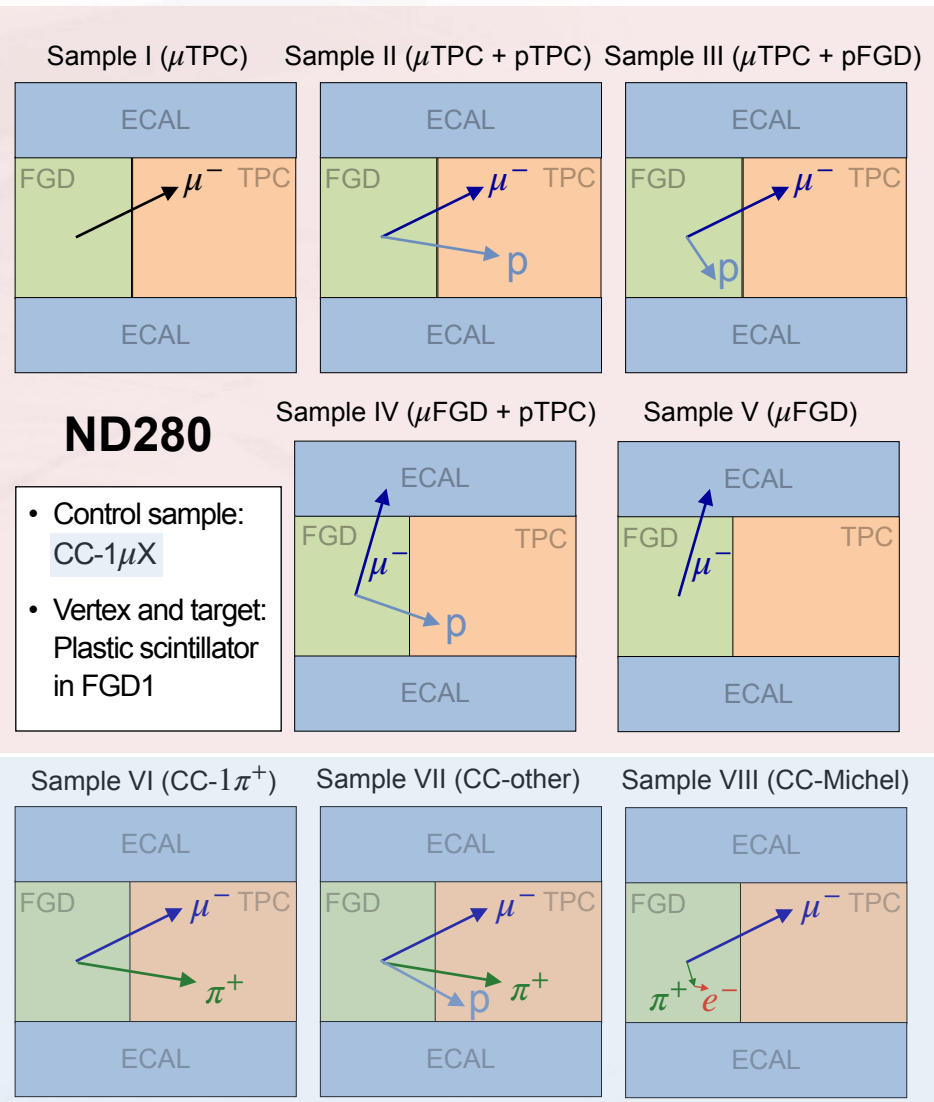 Sample I (μTPC)
Sample II (μTPC + pTPC)
Sample III (μTPC + pFGD)
ECAL
FGD
μ⁻
TPC
ECAL
ECAL
FGD
μ⁻
TPC
p
ECAL
ECAL
FGD
μ⁻
TPC
p
ECAL
ND280
• Control sample:
CC-1μX
• Vertex and target:
Plastic scintillator
in FGD1
Sample IV (μFGD + pTPC)
Sample V (μFGD)
ECAL
FGD
TPC
μ⁻
p
ECAL
ECAL
FGD
TPC
μ⁻
ECAL
Sample VI (CC-1π⁺)
Sample VII (CC-other)
Sample VIII (CC-Michel)
ECAL
FGD
μ⁻
TPC
π⁺
ECAL
ECAL
FGD
μ⁻
TPC
π⁺
p
ECAL
ECAL
FGD
μ⁻
TPC
π⁺
e⁻
ECAL